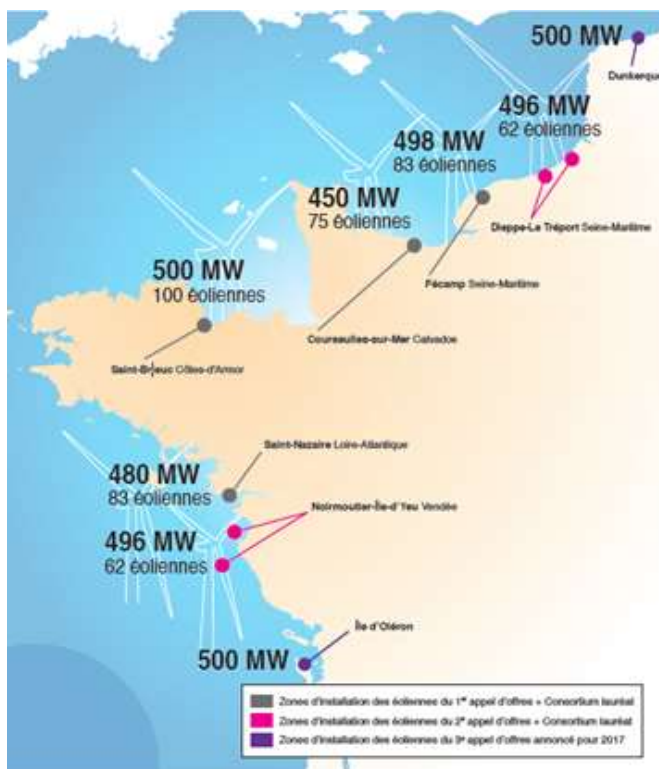 500 MW
Dunkerque
496 MW
62 éoliennes
498 MW
83 éoliennes
Dieppe-Le Tréport Seine-Maritime
450 MW
75 éoliennes
Fécamp Seine-Maritime
500 MW
100 éoliennes
Courseulles-sur-Mer Calvados
Saint-Brieuc Côtes-d'Armor
Saint-Nazaire Loire-Atlantique
480 MW
83 éoliennes
Noirmoutier-Île-d'Yeu Vendée
496 MW
62 éoliennes
Île d'Oléron
500 MW
Zones d'installation des éoliennes du 1er appel d'offres + Consortium lauréat
Zones d'installation des éoliennes du 2e appel d'offres + Consortium lauréat
Zones d'installation des éoliennes du 3e appel d'offres annoncé pour 2017